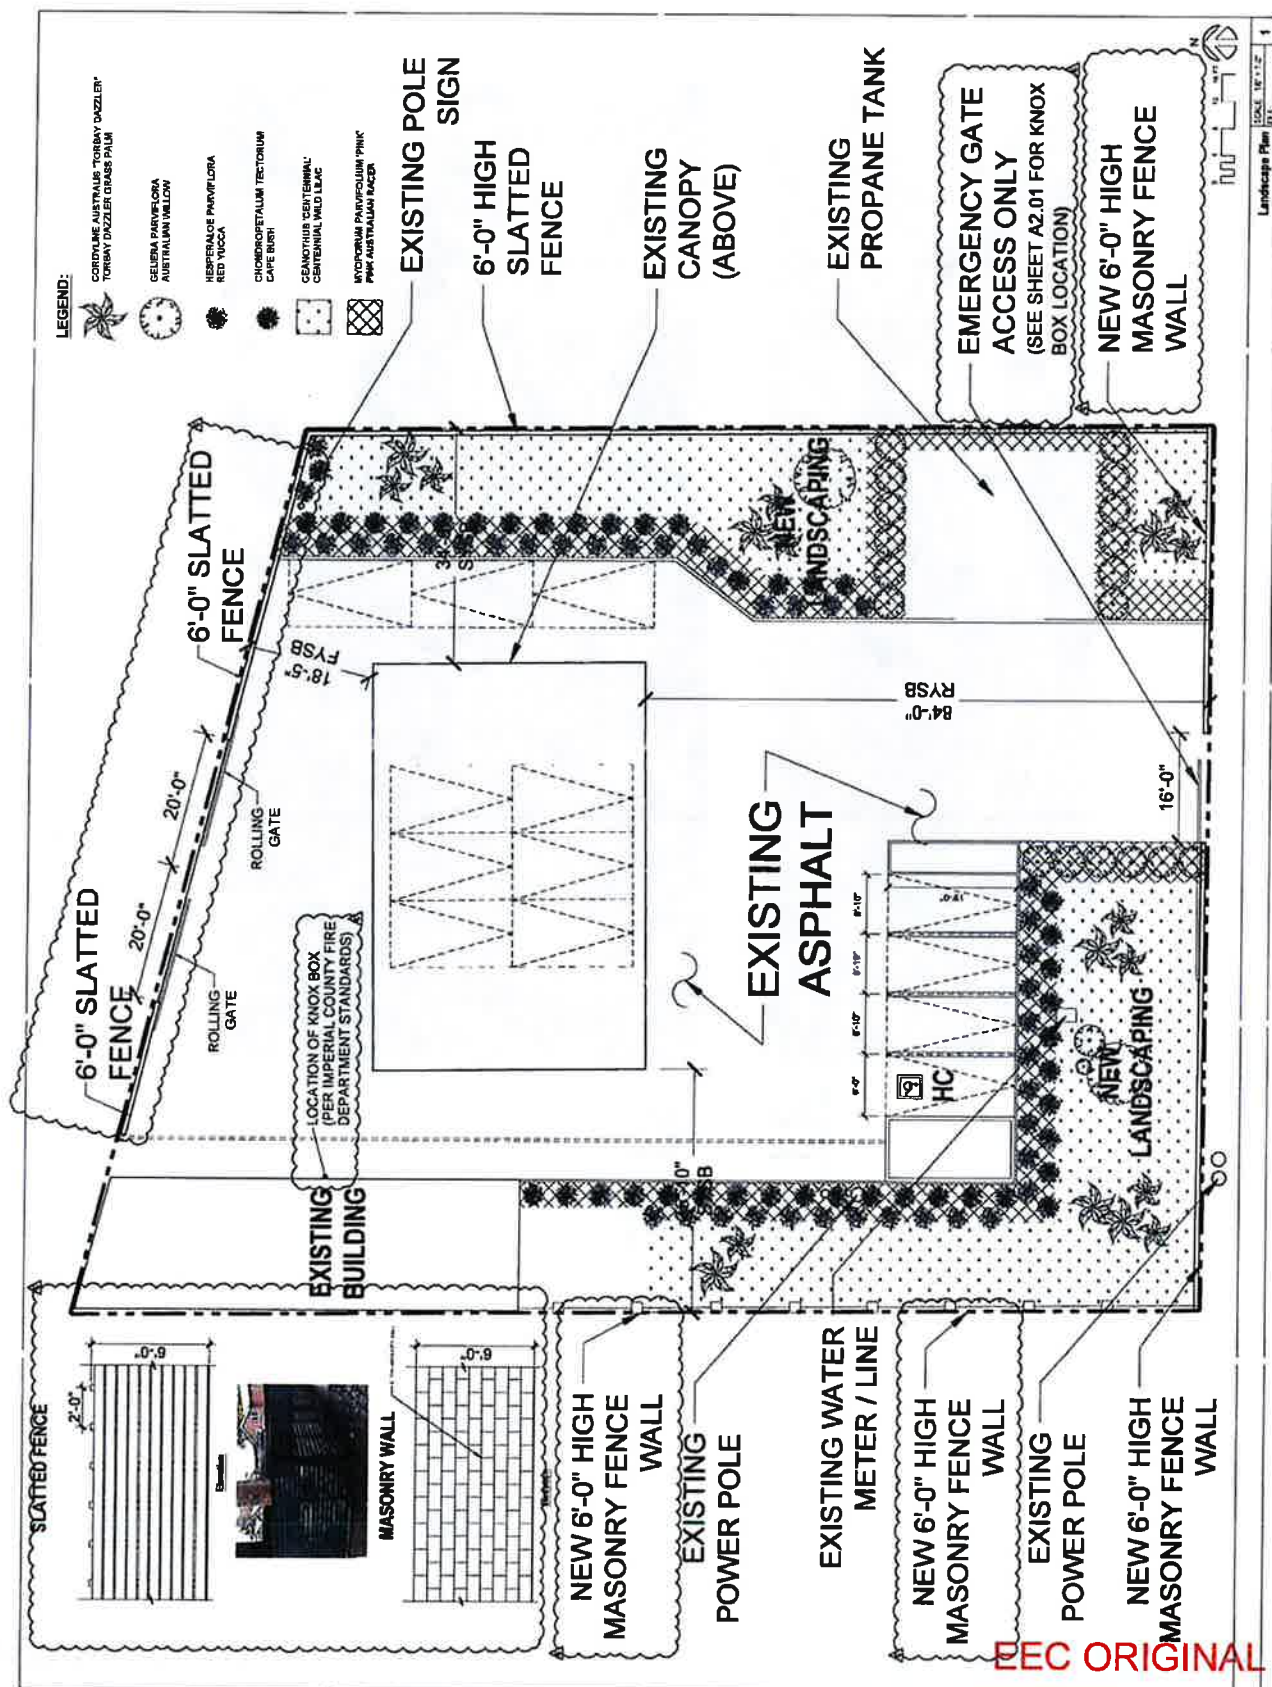 LEGEND:
CORDYLINE AUSTRALIS 'TORBAY DAZZLER'
TORBAY DAZZLER GRASS PALM
GEIJERA PARVIFLORA
AUSTRALIAN WILLOW
HESPERALOE PARVIFLORA
RED YUCCA
CHONDROPETALUM TECTORUM
CAPE RUSH
CEANOTHUS 'CENTENNIAL'
CENTENNIAL WILD LILAC
MYOPORUM PARVIFOLIUM 'PINK'
PINK AUSTRALIAN RACER
EXISTING POLE
SIGN
6'-0" HIGH
SLATTED
FENCE
EXISTING
CANOPY
(ABOVE)
EXISTING
PROPANE TANK
EMERGENCY GATE
ACCESS ONLY
(SEE SHEET A2.01 FOR KNOX
BOX LOCATION)
NEW 6'-0" HIGH
MASONRY FENCE
WALL
N
Landscape Plan
1
6'-0" SLATTED
FENCE
20'-0"
ROLLING
GATE
6'-0" SLATTED
FENCE
20'-0"
ROLLING
GATE
18'-5"
FYSB
NEW
LANDSCAPING
84'-0"
RYSB
16'-0"
EXISTING
ASPHALT
LOCATION OF KNOX BOX
(PER IMPERIAL COUNTY FIRE
DEPARTMENT STANDARDS)
HC
NEW
LANDSCAPING
EXISTING
BUILDING
SLATTED FENCE
2'-0"
6'-0"
Elevation
MASONRY WALL
6'-0"
NEW 6'-0" HIGH
MASONRY FENCE
WALL
EXISTING
POWER POLE
EXISTING WATER
METER / LINE
NEW 6'-0" HIGH
MASONRY FENCE
WALL
EXISTING
POWER POLE
NEW 6'-0" HIGH
MASONRY FENCE
WALL
EEC ORIGINAL